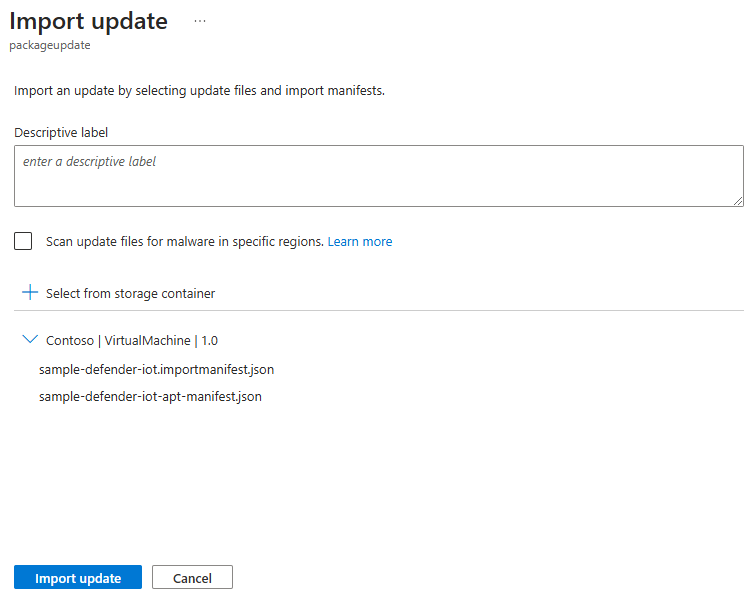 Import update ...
packageupdate
Import an update by selecting update files and import manifests.
Descriptive label
enter a descriptive label
Scan update files for malware in specific regions. Learn more
Select from storage container
Contoso | VirtualMachine | 1.0
sample-defender-iot.importmanifest.json
sample-defender-iot-apt-manifest.json
Import update Cancel